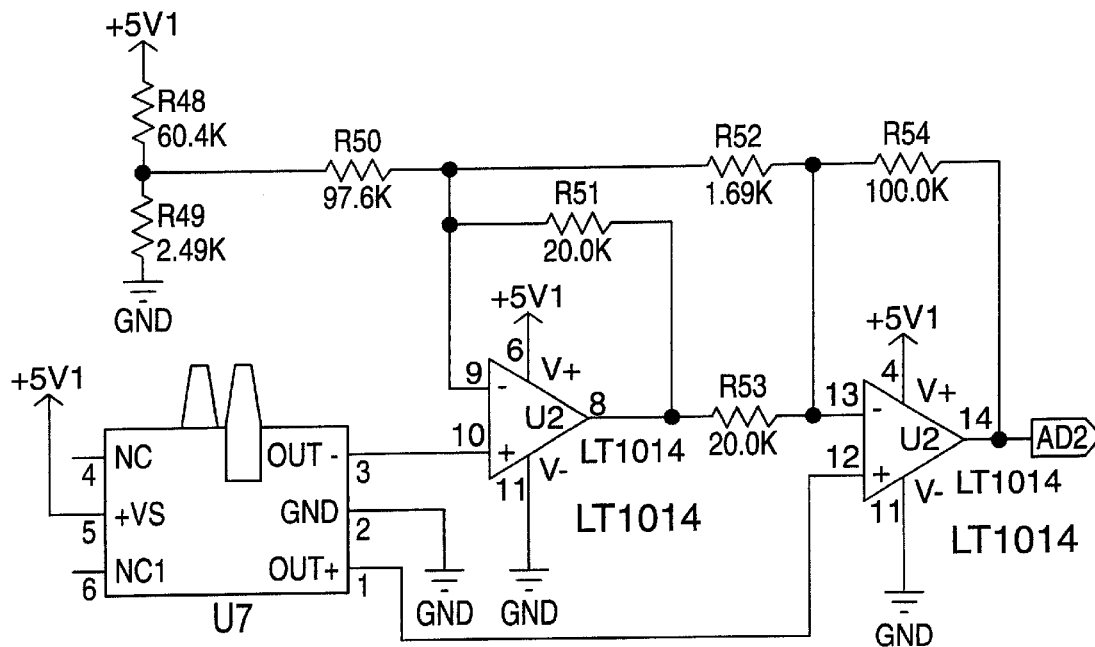 +5V1
R48
60.4K
R49
2.49K
GND
R50
97.6K
R52
1.69K
R54
100.0K
R51
20.0K
+5V1
6
V+
9
-
U2
8
10
+
LT1014
V-
11
LT1014
GND
R53
20.0K
+5V1
4
V+
13
-
U2
14
AD2
12
+
LT1014
V-
11
LT1014
GND
+5V1
4
NC
OUT -
3
5
+VS
GND
2
6
NC1
OUT+
1
U7
GND